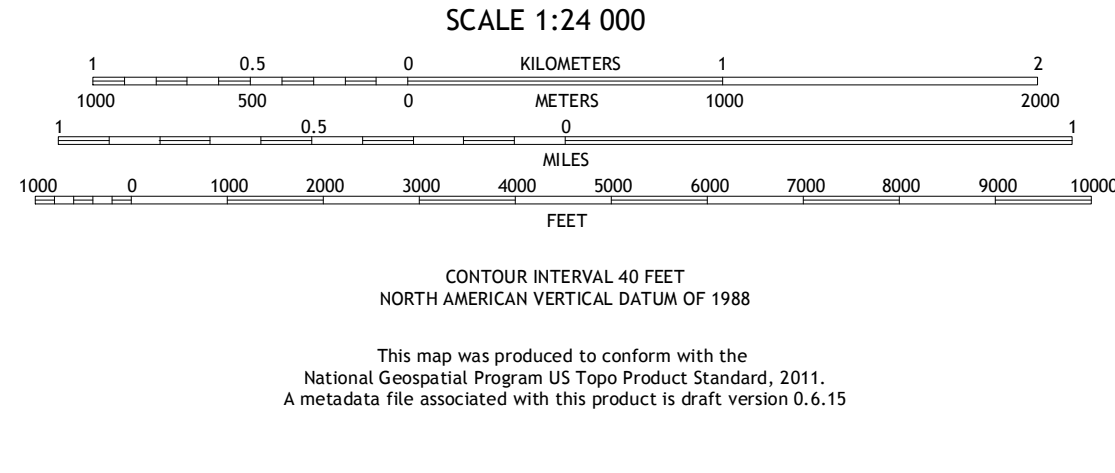 SCALE 1:24 000
1 0.5 0 KILOMETERS 1 2
1000 500 0 METERS 1000 2000
1 0.5 0 1
MILES
1000 0 1000 2000 3000 4000 5000 6000 7000 8000 9000 10000
FEET
CONTOUR INTERVAL 40 FEET
NORTH AMERICAN VERTICAL DATUM OF 1988
This map was produced to conform with the
National Geospatial Program US Topo Product Standard, 2011.
A metadata file associated with this product is draft version 0.6.15